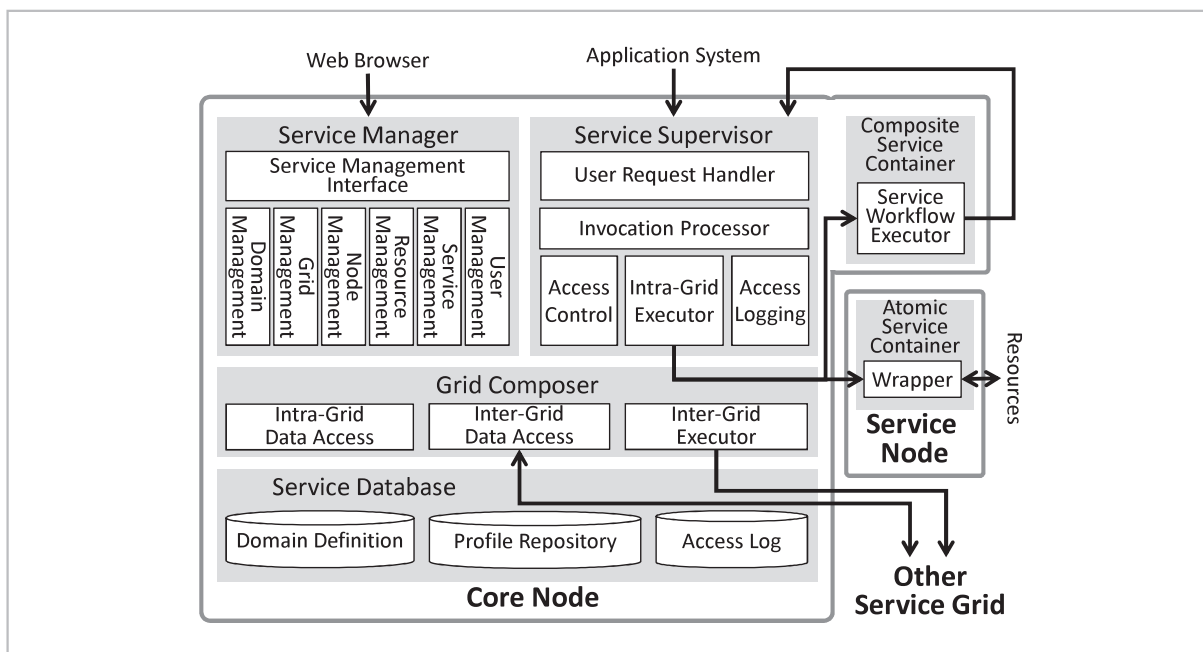 Web Browser
Application System
Service Manager
Service Management
Interface
Domain
Management
Grid
Management
Node
Management
Resource
Management
Service
Management
User
Management
Service Supervisor
User Request Handler
Invocation Processor
Access
Control
Intra-Grid
Executor
Access
Logging
Composite
Service
Container
Service
Workflow
Executor
Atomic
Service
Container
Wrapper
Service
Node
Resources
Grid Composer
Intra-Grid
Data Access
Inter-Grid
Data Access
Inter-Grid
Executor
Service Database
Domain Definition
Profile Repository
Access Log
Core Node
Other
Service Grid